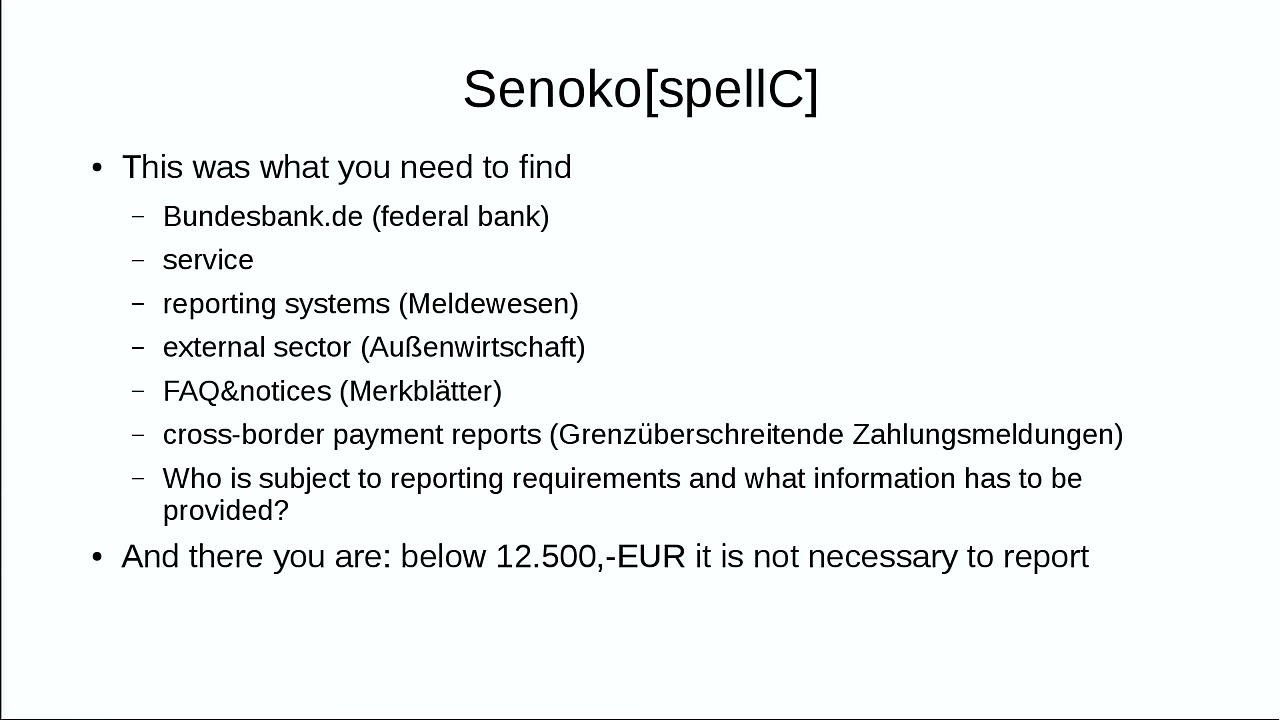 Senoko[spellC]
• This was what you need to find
– Bundesbank.de (federal bank)
– service
– reporting systems (Meldewesen)
– external sector (Außenwirtschaft)
– FAQ&notices (Merkblätter)
– cross-border payment reports (Grenzüberschreitende Zahlungsmeldungen)
– Who is subject to reporting requirements and what information has to be
provided?
• And there you are: below 12.500,-EUR it is not necessary to report